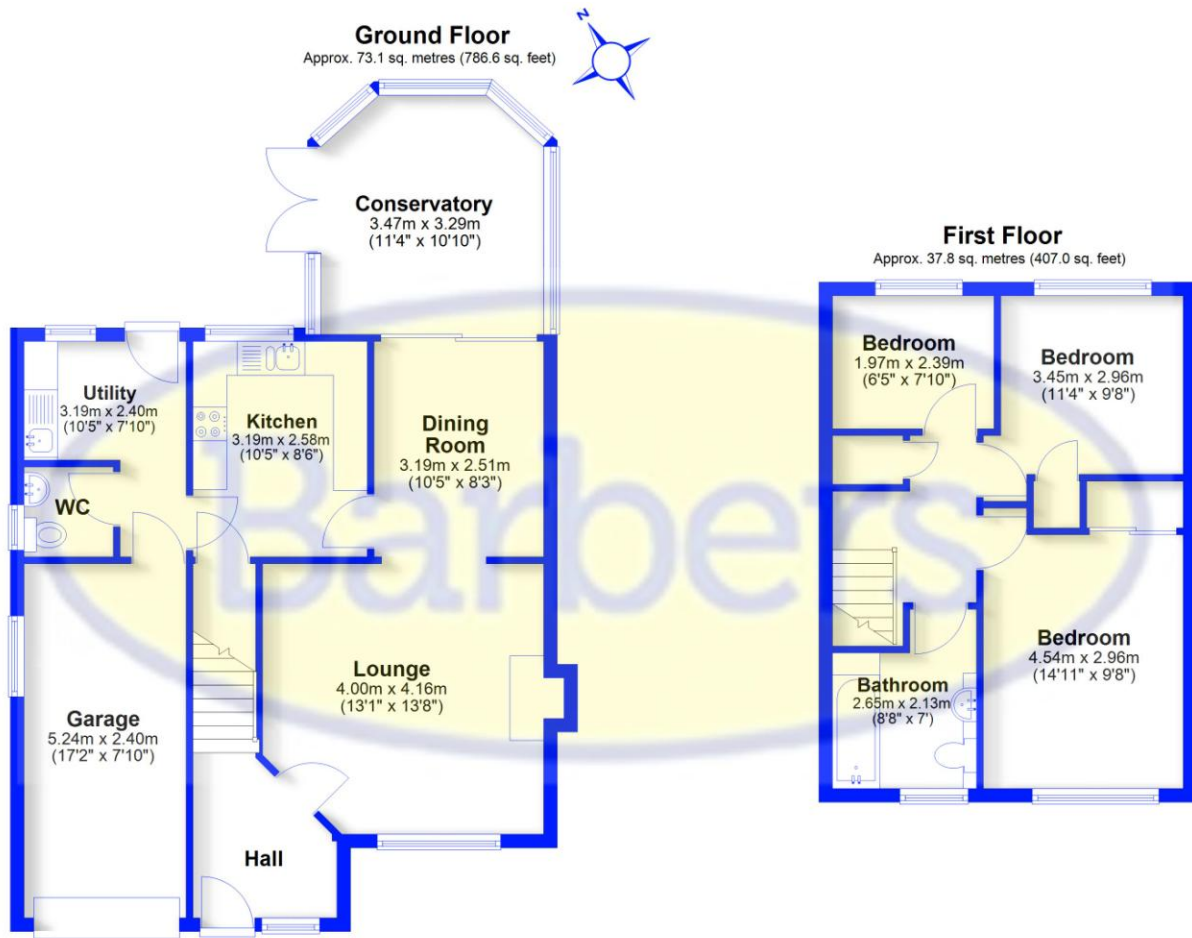 Ground Floor
Approx. 73.1 sq. metres (786.6 sq. feet)
N
Conservatory
3.47m x 3.29m
(11'4" x 10'10")
Utility
3.19m x 2.40m
(10'5" x 7'10")
Kitchen
3.19m x 2.58m
(10'5" x 8'6")
Dining
Room
3.19m x 2.51m
(10'5" x 8'3")
WC
Lounge
4.00m x 4.16m
(13'1" x 13'8")
Garage
5.24m x 2.40m
(17'2" x 7'10")
Hall
First Floor
Approx. 37.8 sq. metres (407.0 sq. feet)
Bedroom
1.97m x 2.39m
(6'5" x 7'10")
Bedroom
3.45m x 2.96m
(11'4" x 9'8")
Bedroom
4.54m x 2.96m
(14'11" x 9'8")
Bathroom
2.65m x 2.13m
(8'8" x 7')
Barbers